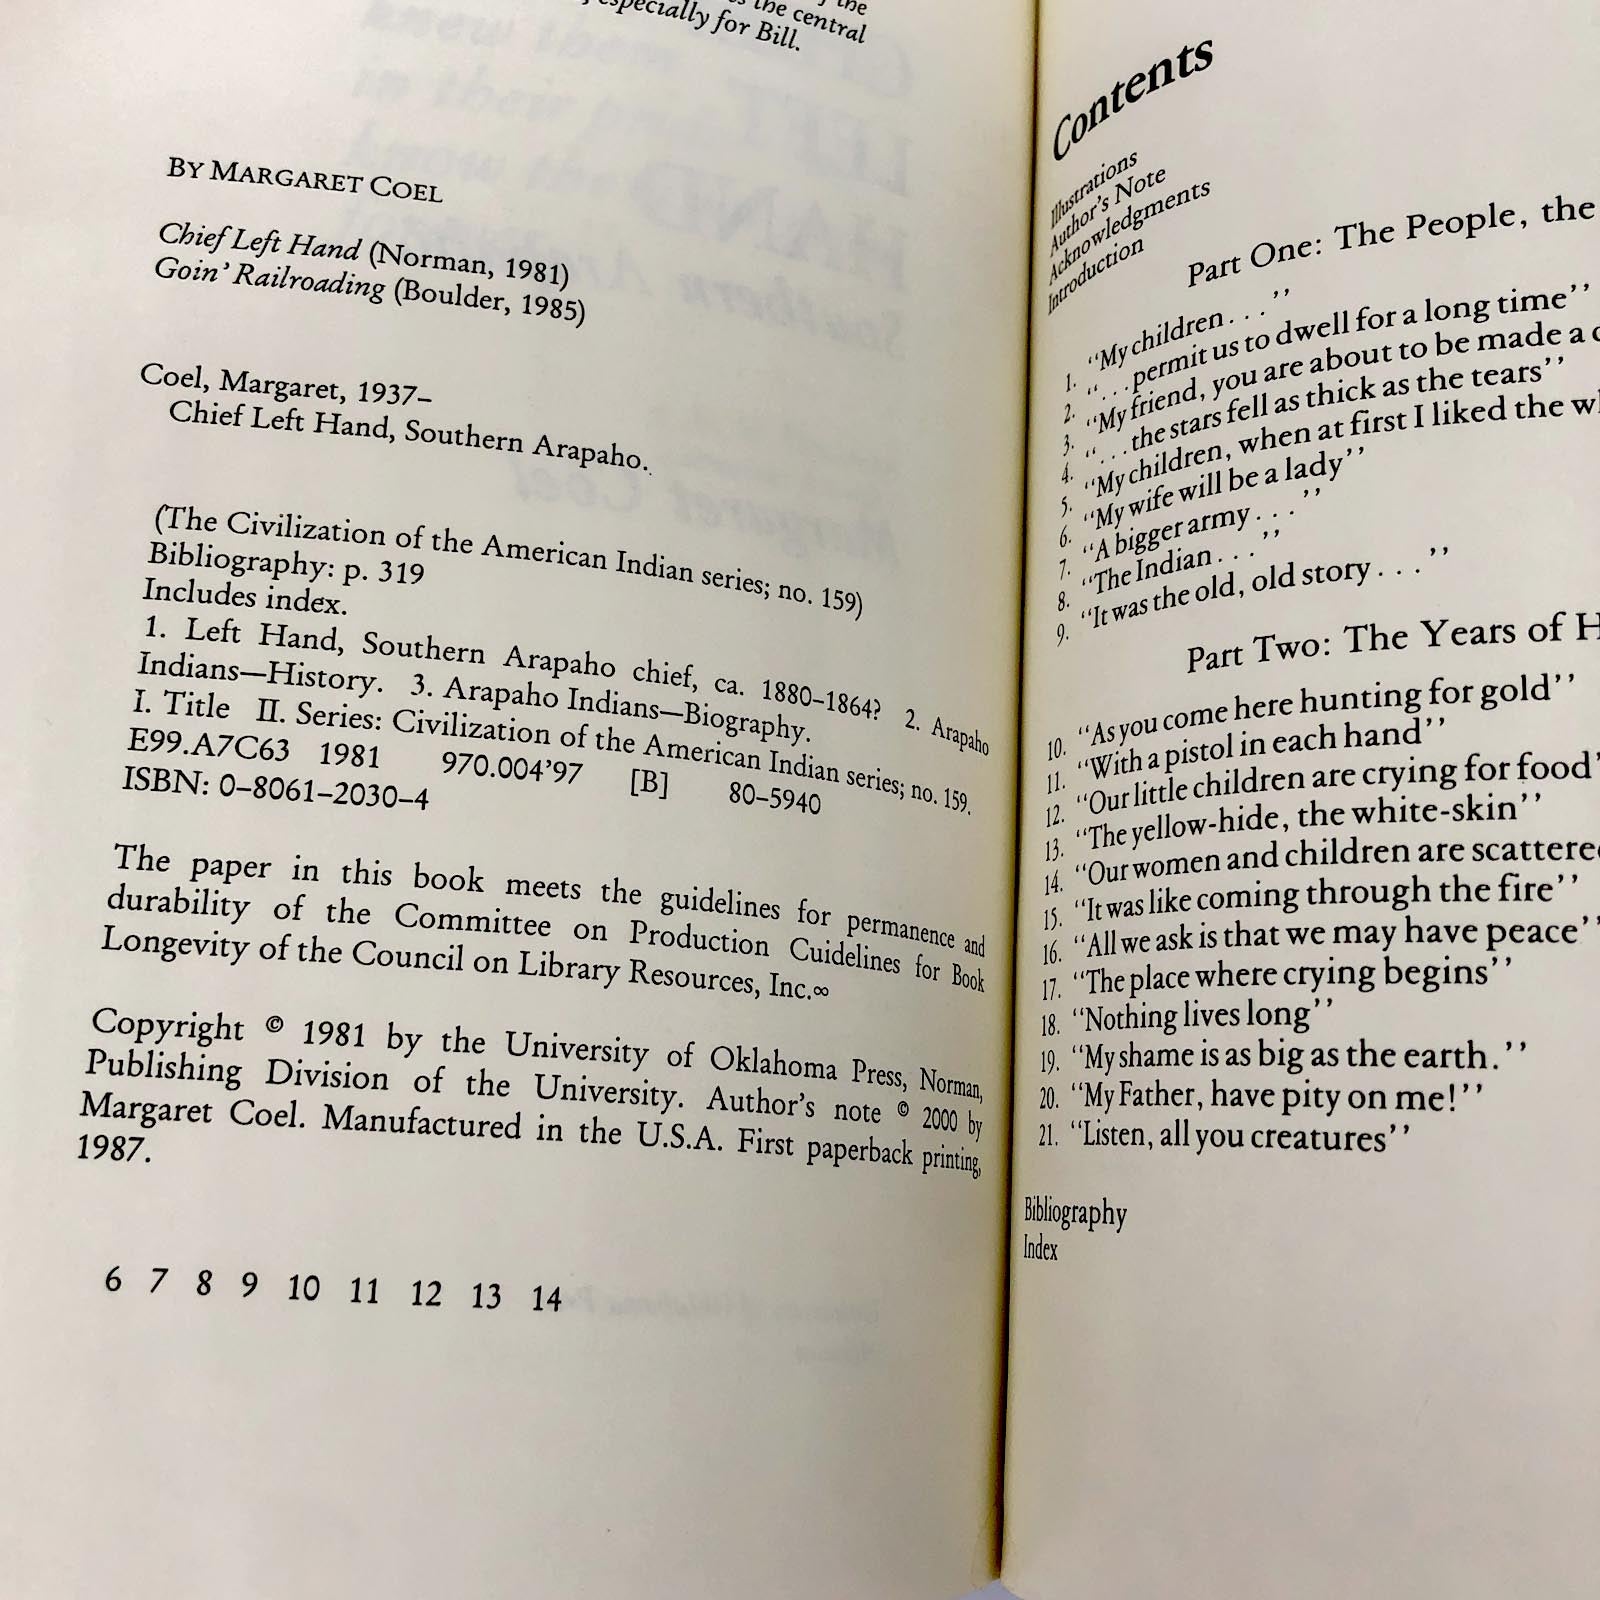 the
the central
especially for Bill.
BY MARGARET COEL
Chief Left Hand (Norman, 1981)
Goin' Railroading (Boulder, 1985)
Coel, Margaret, 1937–
Chief Left Hand, Southern Arapaho.
(The Civilization of the American Indian series; no. 159)
Bibliography: p. 319
Includes index.
1. Left Hand, Southern Arapaho chief, ca. 1880–1864? 2. Arapaho
Indians—History. 3. Arapaho Indians—Biography.
I. Title II. Series: Civilization of the American Indian series; no. 159.
E99.A7C63 1981 970.004'97 [B] 80–5940
ISBN: 0–8061–2030–4
The paper in this book meets the guidelines for permanence and
durability of the Committee on Production Cuidelines for Book
Longevity of the Council on Library Resources, Inc.∞
Copyright © 1981 by the University of Oklahoma Press, Norman,
Publishing Division of the University. Author's note © 2000 by
Margaret Coel. Manufactured in the U.S.A. First paperback printing,
1987.
6 7 8 9 10 11 12 13 14
Contents
Illustrations
Author's Note
Acknowledgments
Introduction
Part One: The People, the
1. "My children . . ."
2. ". . . permit us to dwell for a long time"
3. "My friend, you are about to be made a
4. ". . . the stars fell as thick as the tears"
5. "My children, when at first I liked the
6. "My wife will be a lady"
7. "A bigger army . . ."
8. "The Indian . . ."
9. "It was the old, old story . . ."
Part Two: The Years of
10. "As you come here hunting for gold"
11. "With a pistol in each hand"
12. "Our little children are crying for food"
13. "The yellow-hide, the white-skin"
14. "Our women and children are scattered
15. "It was like coming through the fire"
16. "All we ask is that we may have peace"
17. "The place where crying begins"
18. "Nothing lives long"
19. "My shame is as big as the earth."
20. "My Father, have pity on me!"
21. "Listen, all you creatures"
Bibliography
Index